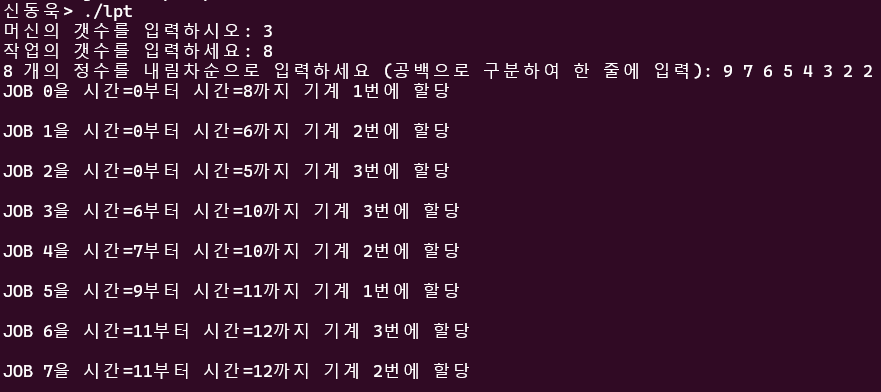 신동욱> ./lpt
머신의 갯수를 입력하시오: 3
작업의 갯수를 입력하세요: 8
8 개의 정수를 내림차순으로 입력하세요 (공백으로 구분하여 한 줄에 입력): 9 7 6 5 4 3 2 2
JOB 0을 시간=0부터 시간=8까지 기계 1번에 할당
JOB 1을 시간=0부터 시간=6까지 기계 2번에 할당
JOB 2을 시간=0부터 시간=5까지 기계 3번에 할당
JOB 3을 시간=6부터 시간=10까지 기계 3번에 할당
JOB 4을 시간=7부터 시간=10까지 기계 2번에 할당
JOB 5을 시간=9부터 시간=11까지 기계 1번에 할당
JOB 6을 시간=11부터 시간=12까지 기계 3번에 할당
JOB 7을 시간=11부터 시간=12까지 기계 2번에 할당